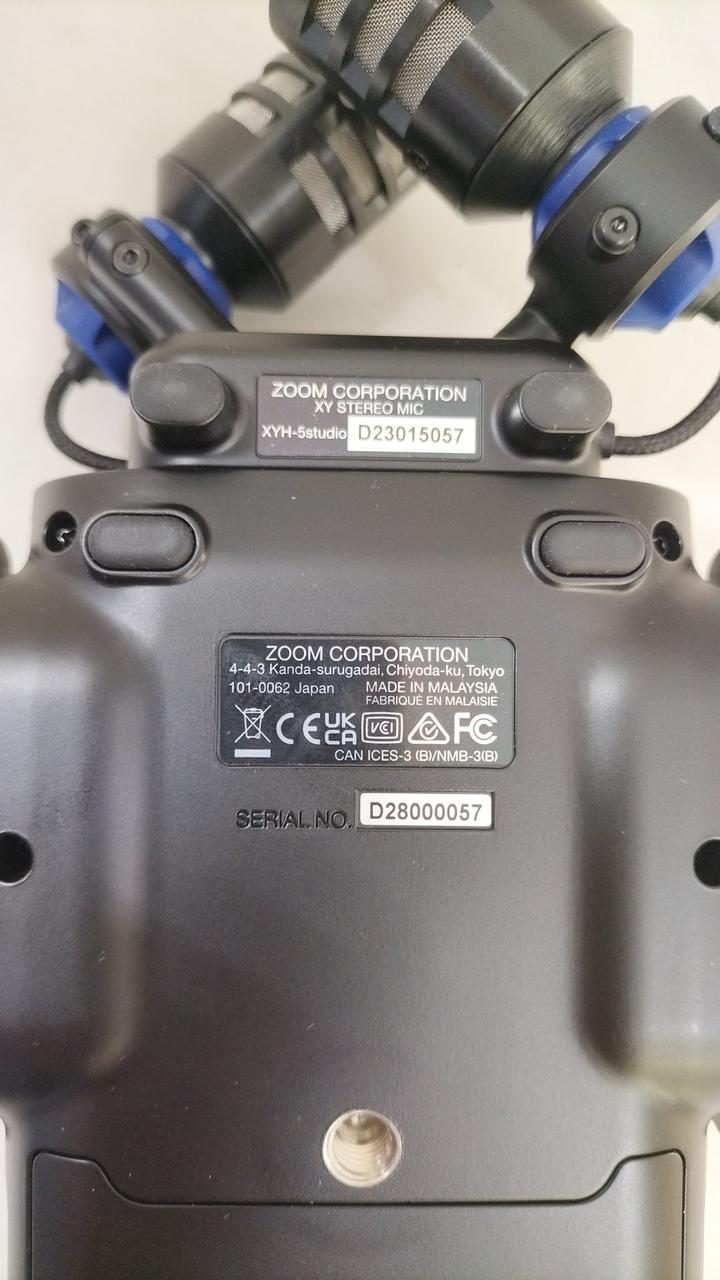 ZOOM CORPORATION
XY STEREO MIC
XYH-5studio D23015057
ZOOM CORPORATION
4-4-3 Kanda-surugadai, Chiyoda-ku, Tokyo
101-0062 Japan MADE IN MALAYSIA
FABRIQUÉ EN MALAISIE
CE UK CA VCI FC
CAN ICES-3 (B)/NMB-3(B)
SERIAL NO. D28000057